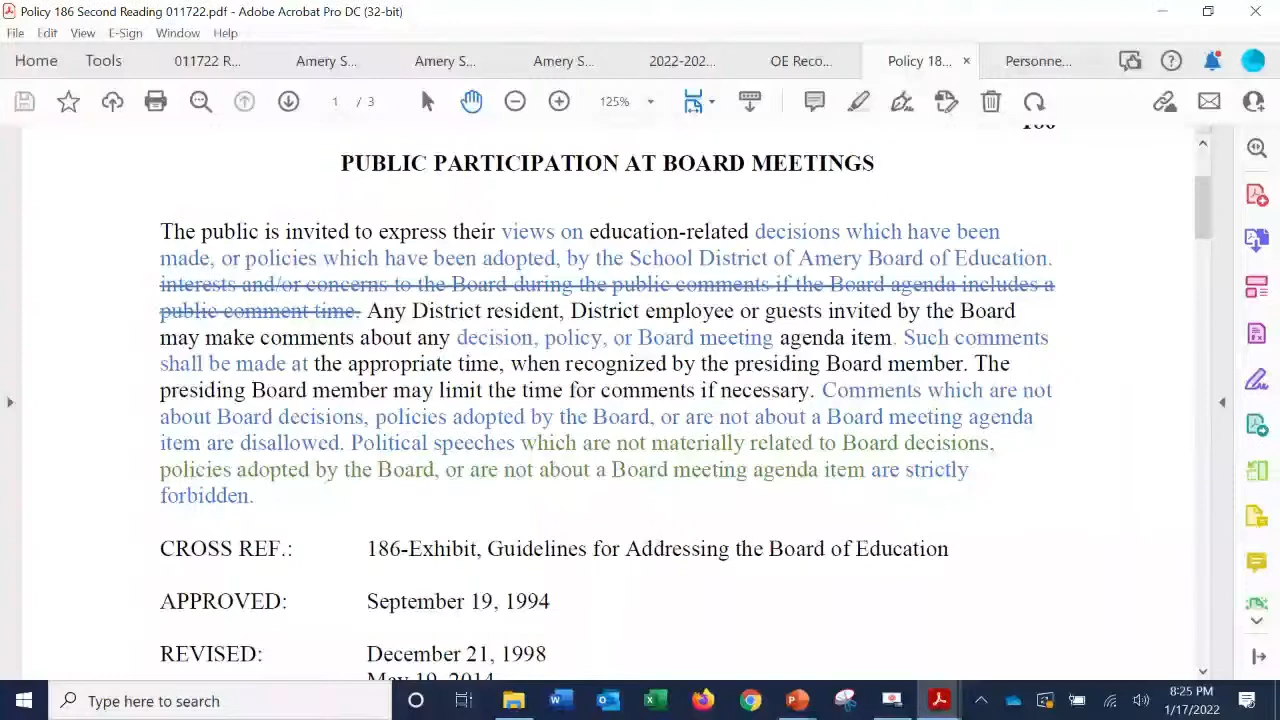 Policy 186 Second Reading 011722.pdf - Adobe Acrobat Pro DC (32-bit)
File Edit View E-Sign Window Help
Home Tools 011722 R... Amery S... Amery S... Amery S... 2022-202... OE Reco... Policy 18... × Personne...
1 / 3 125%
PUBLIC PARTICIPATION AT BOARD MEETINGS
The public is invited to express their views on education-related decisions which have been
made, or policies which have been adopted, by the School District of Amery Board of Education.
interests and/or concerns to the Board during the public comments if the Board agenda includes a
public comment time. Any District resident, District employee or guests invited by the Board
may make comments about any decision, policy, or Board meeting agenda item. Such comments
shall be made at the appropriate time, when recognized by the presiding Board member. The
presiding Board member may limit the time for comments if necessary. Comments which are not
about Board decisions, policies adopted by the Board, or are not about a Board meeting agenda
item are disallowed. Political speeches which are not materially related to Board decisions,
policies adopted by the Board, or are not about a Board meeting agenda item are strictly
forbidden.
CROSS REF.: 186-Exhibit, Guidelines for Addressing the Board of Education
APPROVED: September 19, 1994
REVISED: December 21, 1998
May 19, 2014
Type here to search
8:25 PM
1/17/2022